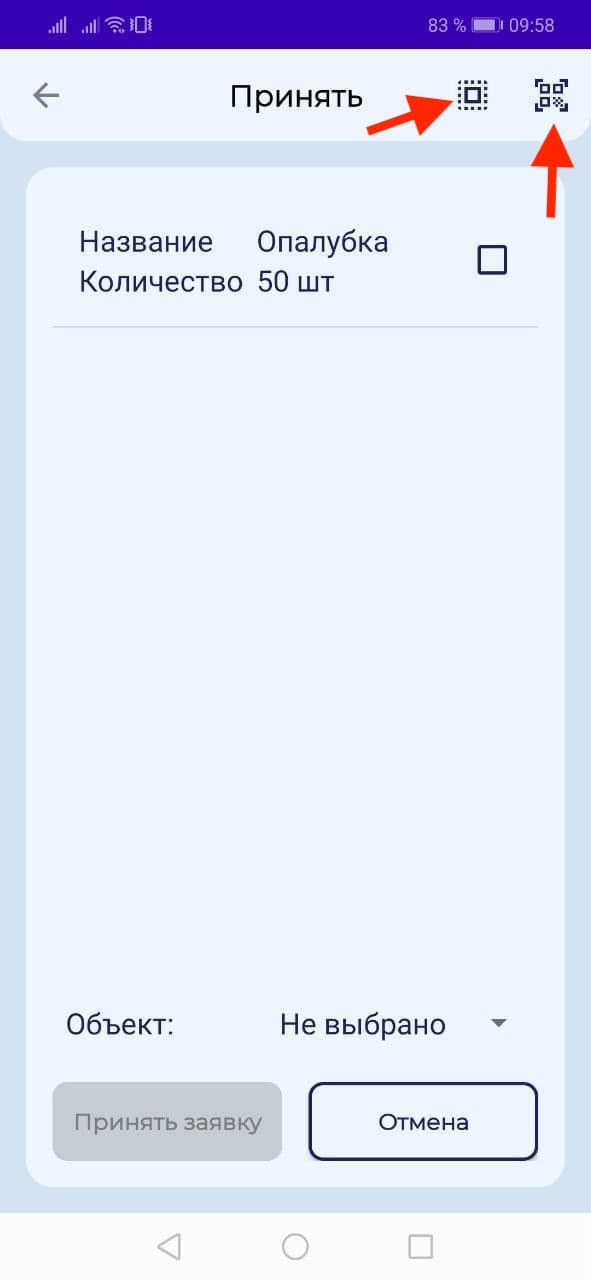 83 % 09:58
Принять
Название Опалубка
Количество 50 шт
Объект: Не выбрано
Принять заявку Отмена